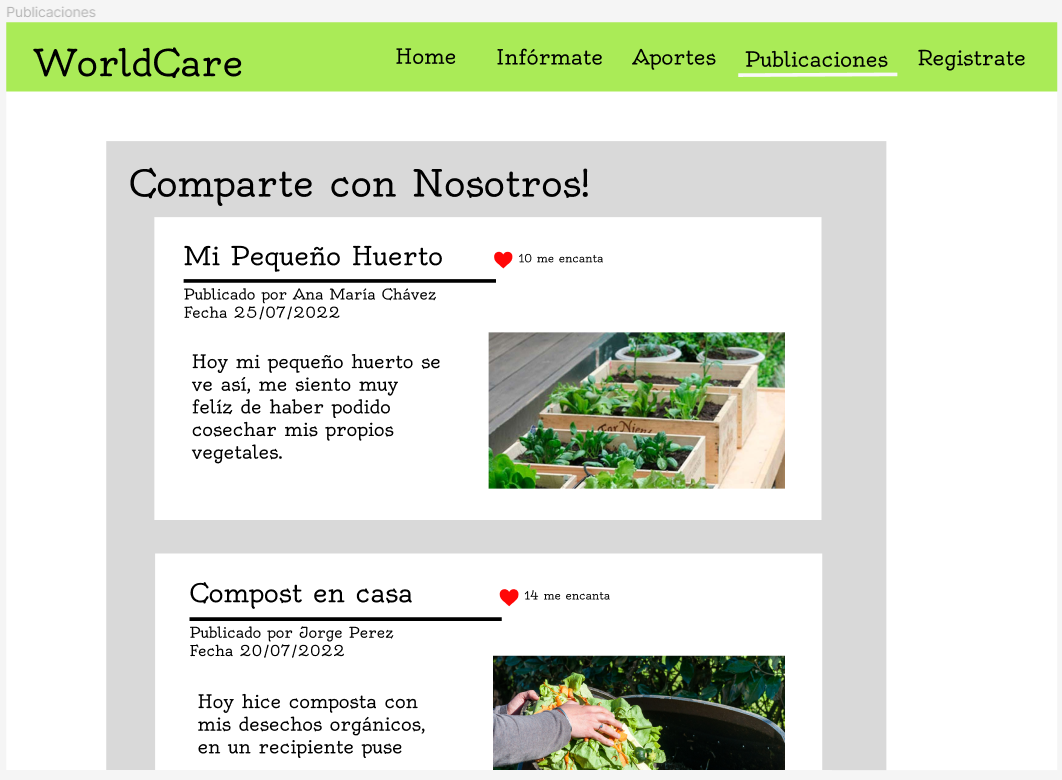 Publicaciones
WorldCare
Home
Infórmate
Aportes
Publicaciones
Registrate
Comparte con Nosotros!
Mi Pequeño Huerto
10 me encanta
Publicado por Ana María Chávez
Fecha 25/07/2022
Hoy mi pequeño huerto se
ve así, me siento muy
felíz de haber podido
cosechar mis propios
vegetales.
Compost en casa
14 me encanta
Publicado por Jorge Perez
Fecha 20/07/2022
Hoy hice composta con
mis desechos orgánicos,
en un recipiente puse